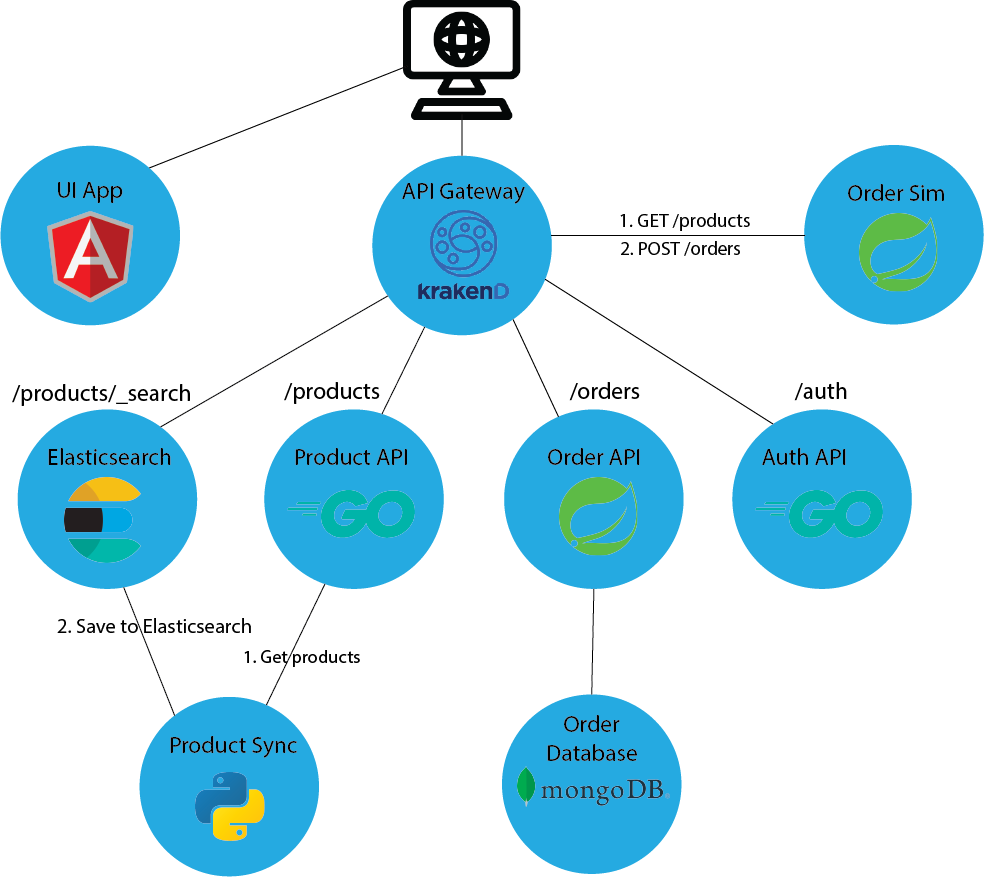 UI App
API Gateway
krakenD
1. GET /products
2. POST /orders
Order Sim
/products/_search
/products
/orders
/auth
Elasticsearch
Product API
GO
Order API
Auth API
GO
2. Save to Elasticsearch
1. Get products
Product Sync
Order
Database
mongoDB